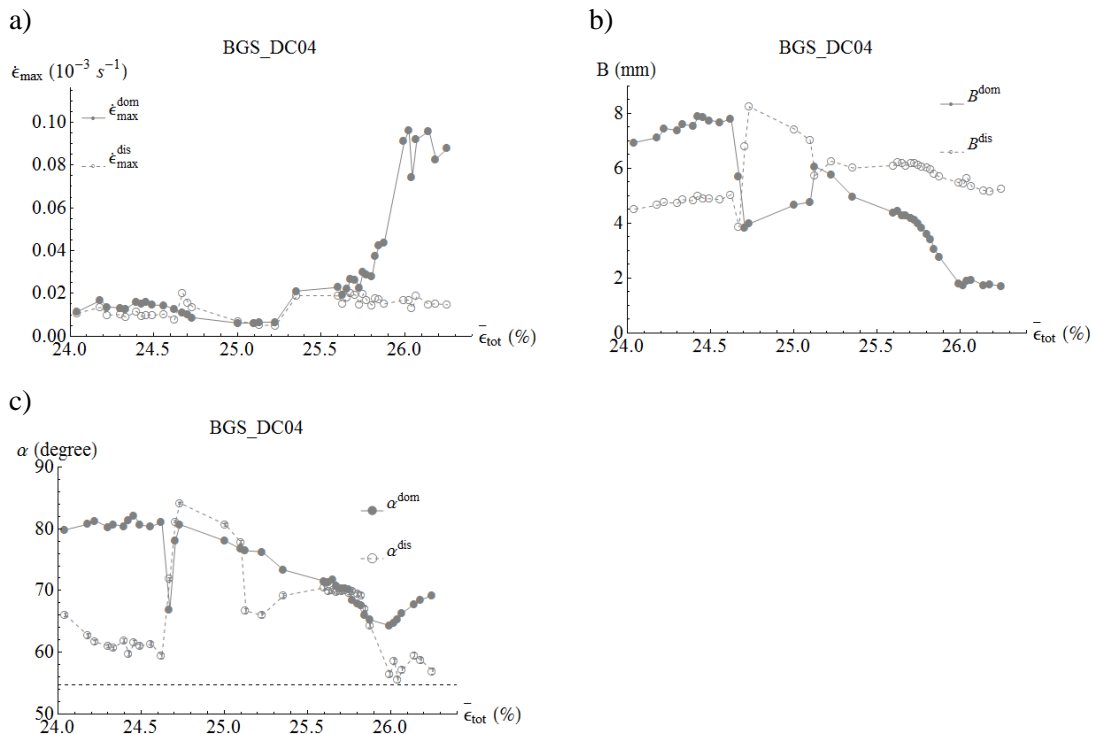 a)
BGS_DC04
ϵ̇max (10⁻³ s⁻¹)
ϵ̇max^dom
ϵ̇max^dis
0.10
0.08
0.06
0.04
0.02
0.00
24.0 24.5 25.0 25.5 26.0
ϵ̅tot (%)
b)
BGS_DC04
B (mm)
B^dom
B^dis
8
6
4
2
0
24.0 24.5 25.0 25.5 26.0
ϵ̅tot (%)
c)
BGS_DC04
α (degree)
α^dom
α^dis
90
80
70
60
50
24.0 24.5 25.0 25.5 26.0
ϵ̅tot (%)